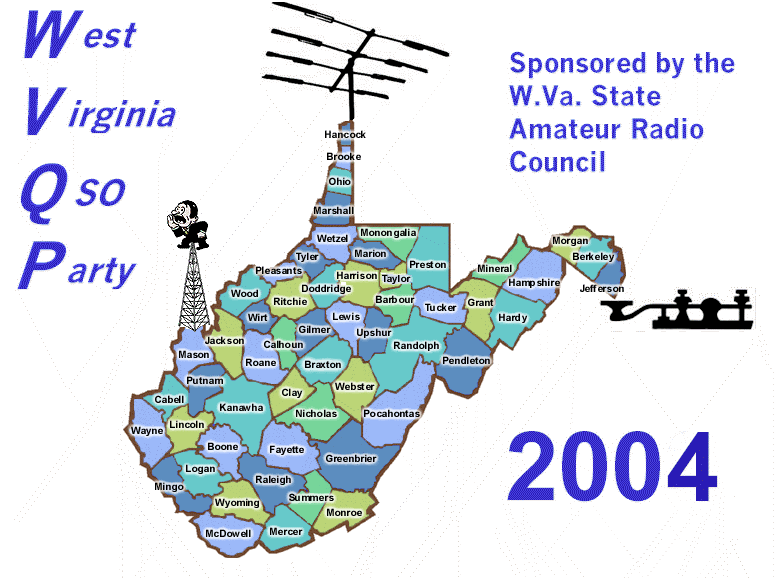 West
Virginia
QSO
Party
Sponsored by the
W.Va. State
Amateur Radio
Council
Hancock
Brooke
Ohio
Marshall
Wetzel
Monongalia
Tyler
Marion
Preston
Pleasants
Harrison
Taylor
Doddridge
Wood
Ritchie
Barbour
Wirt
Lewis
Tucker
Grant
Mineral
Morgan
Berkeley
Hampshire
Jefferson
Hardy
Gilmer
Upshur
Jackson
Calhoun
Randolph
Mason
Roane
Braxton
Pendleton
Putnam
Clay
Webster
Cabell
Kanawha
Nicholas
Pocahontas
Wayne
Lincoln
Boone
Fayette
Greenbrier
Logan
Raleigh
Mingo
Wyoming
Summers
Monroe
McDowell
Mercer
2004